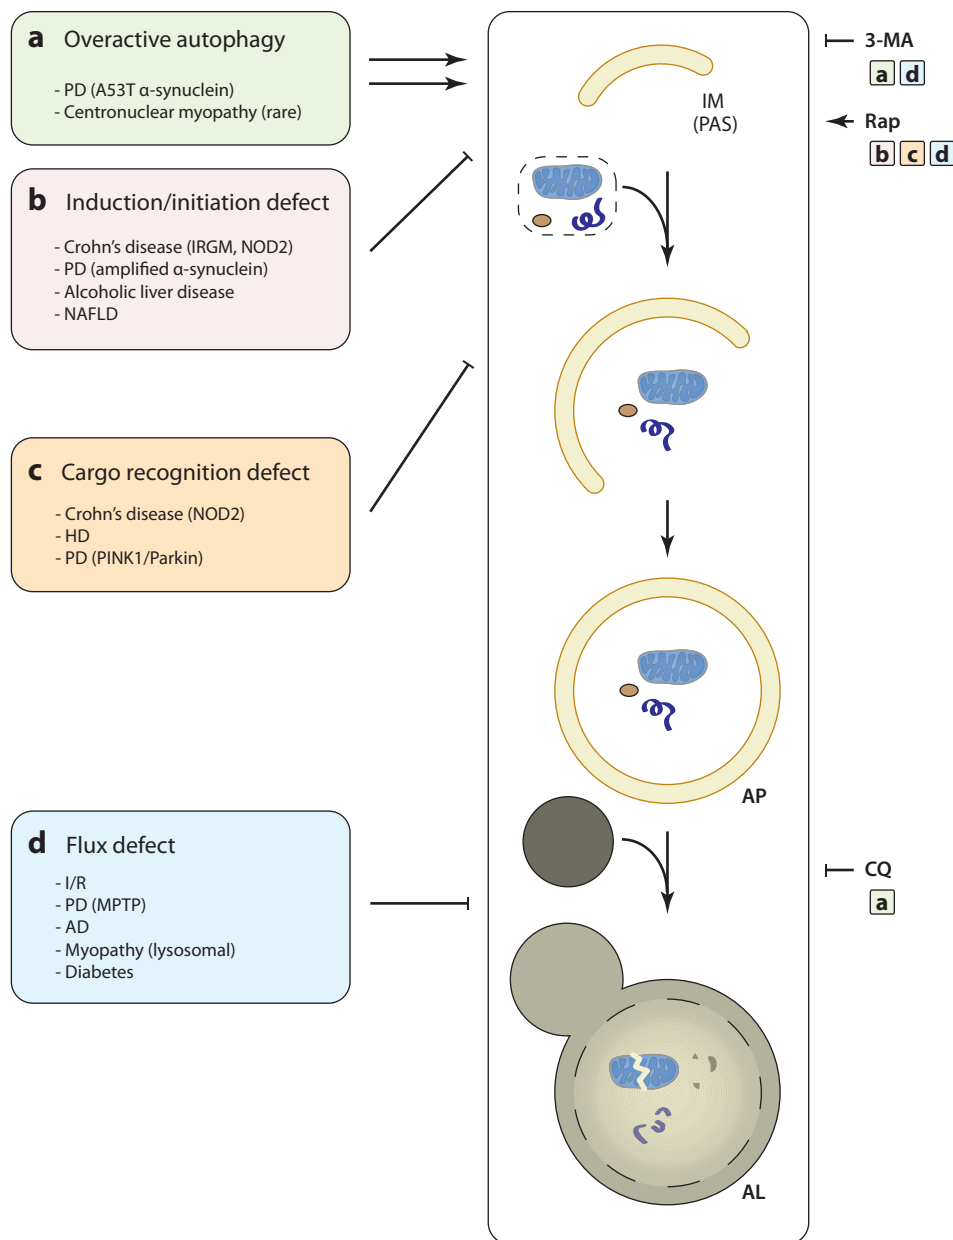 a Overactive autophagy
- PD (A53T α-synuclein)
- Centronuclear myopathy (rare)
b Induction/initiation defect
- Crohn's disease (IRGM, NOD2)
- PD (amplified α-synuclein)
- Alcoholic liver disease
- NAFLD
c Cargo recognition defect
- Crohn's disease (NOD2)
- HD
- PD (PINK1/Parkin)
d Flux defect
- I/R
- PD (MPTP)
- AD
- Myopathy (lysosomal)
- Diabetes
IM
(PAS)
AP
AL
3-MA
a d
Rap
b c d
CQ
a